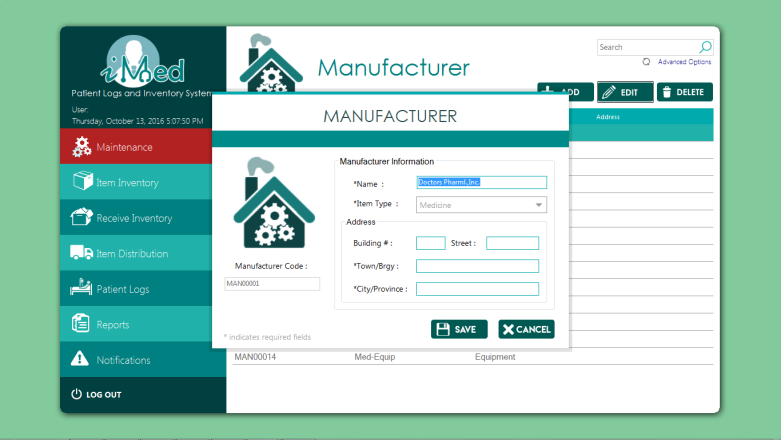 iMed
Patient Logs and Inventory System
User:
Thursday, October 13, 2016 5:07:50 PM
Maintenance
Item Inventory
Receive Inventory
Item Distribution
Patient Logs
Reports
Notifications
LOG OUT
Manufacturer
Search
Advanced Options
ADD
EDIT
DELETE
Address
MANUFACTURER
Manufacturer Information
*Name :
Doctors Pharml.,Inc.
*Item Type :
Medicine
Address
Building # :
Street :
*Town/Brgy :
*City/Province :
Manufacturer Code :
MAN00001
SAVE
CANCEL
* indicates required fields
MAN00014 Med-Equip Equipment